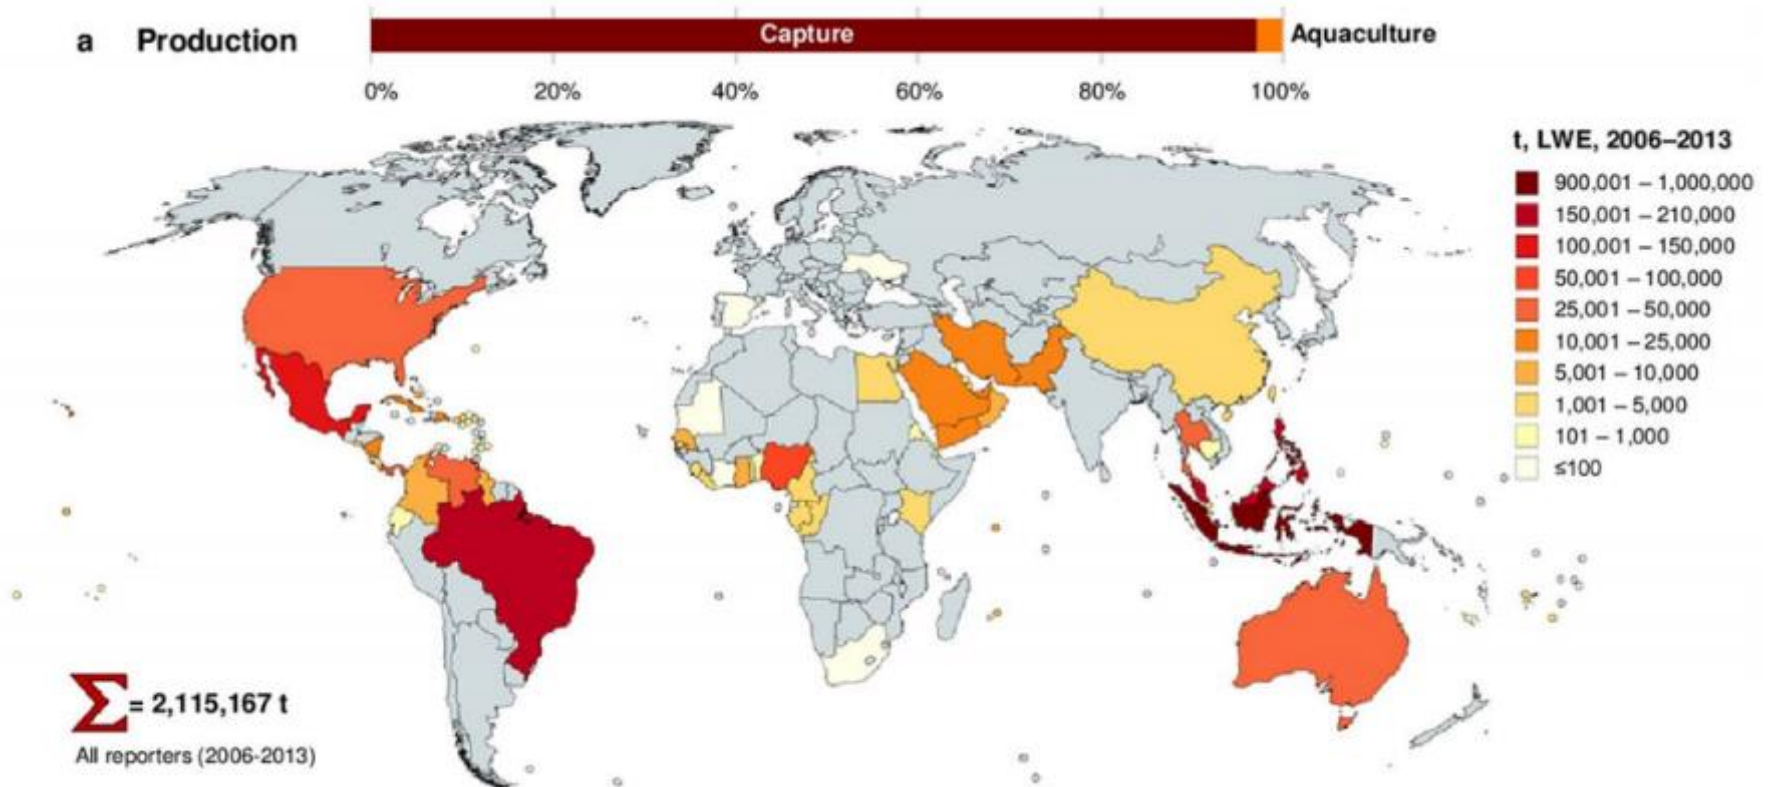 a Production
Capture
Aquaculture
0% 20% 40% 60% 80% 100%
t, LWE, 2006–2013
900,001 – 1,000,000
150,001 – 210,000
100,001 – 150,000
50,001 – 100,000
25,001 – 50,000
10,001 – 25,000
5,001 – 10,000
1,001 – 5,000
101 – 1,000
≤100
Σ = 2,115,167 t
All reporters (2006-2013)